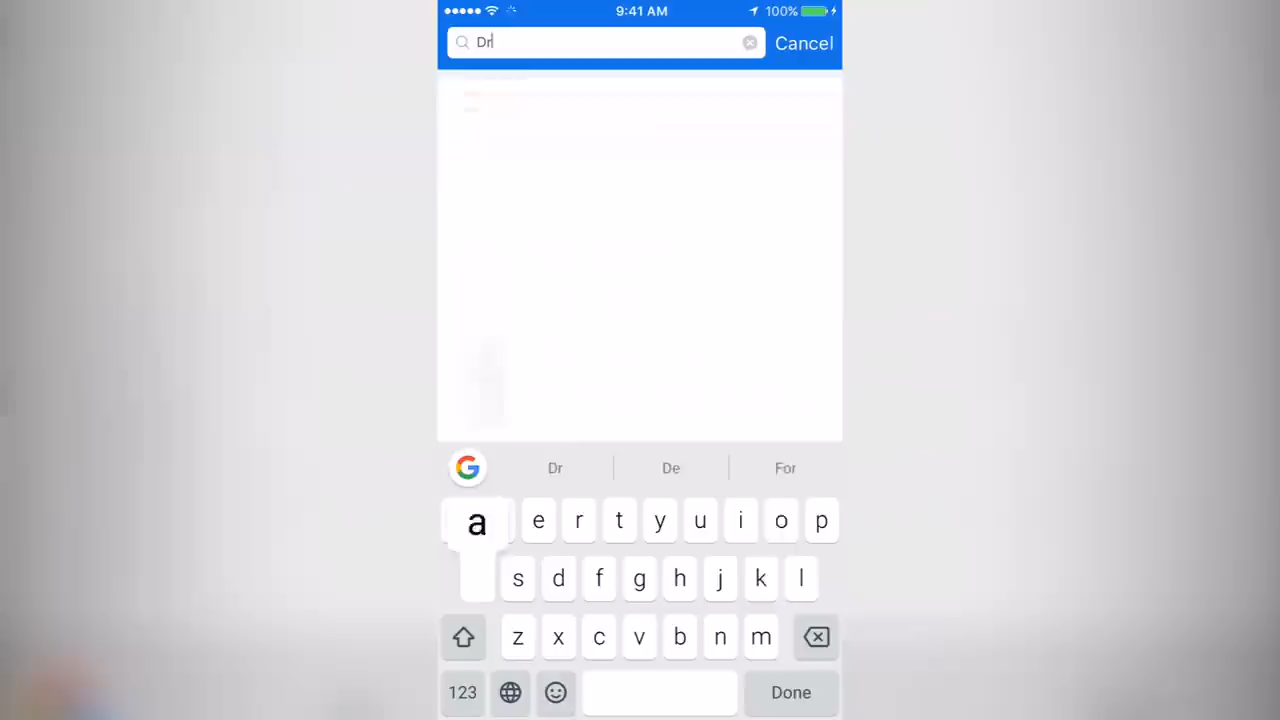 9:41 AM 100%
Dr Cancel
Dr De For
a e r t y u i o p
s d f g h j k l
z x c v b n m
123 Done